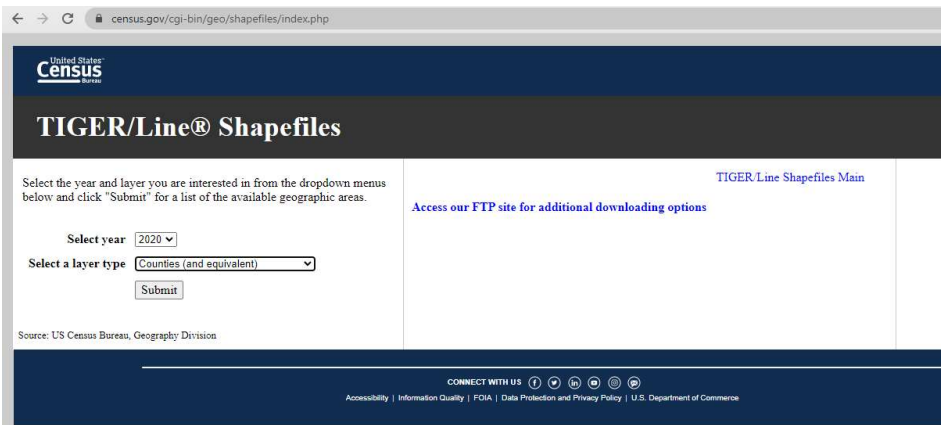 census.gov/cgi-bin/geo/shapefiles/index.php
United States™
Census
Bureau
TIGER/Line® Shapefiles
Select the year and layer you are interested in from the dropdown menus
below and click "Submit" for a list of the available geographic areas.
Select year 2020
Select a layer type Counties (and equivalent)
Submit
Source: US Census Bureau, Geography Division
TIGER/Line Shapefiles Main
Access our FTP site for additional downloading options
CONNECT WITH US
Accessibility | Information Quality | FOIA | Data Protection and Privacy Policy | U.S. Department of Commerce